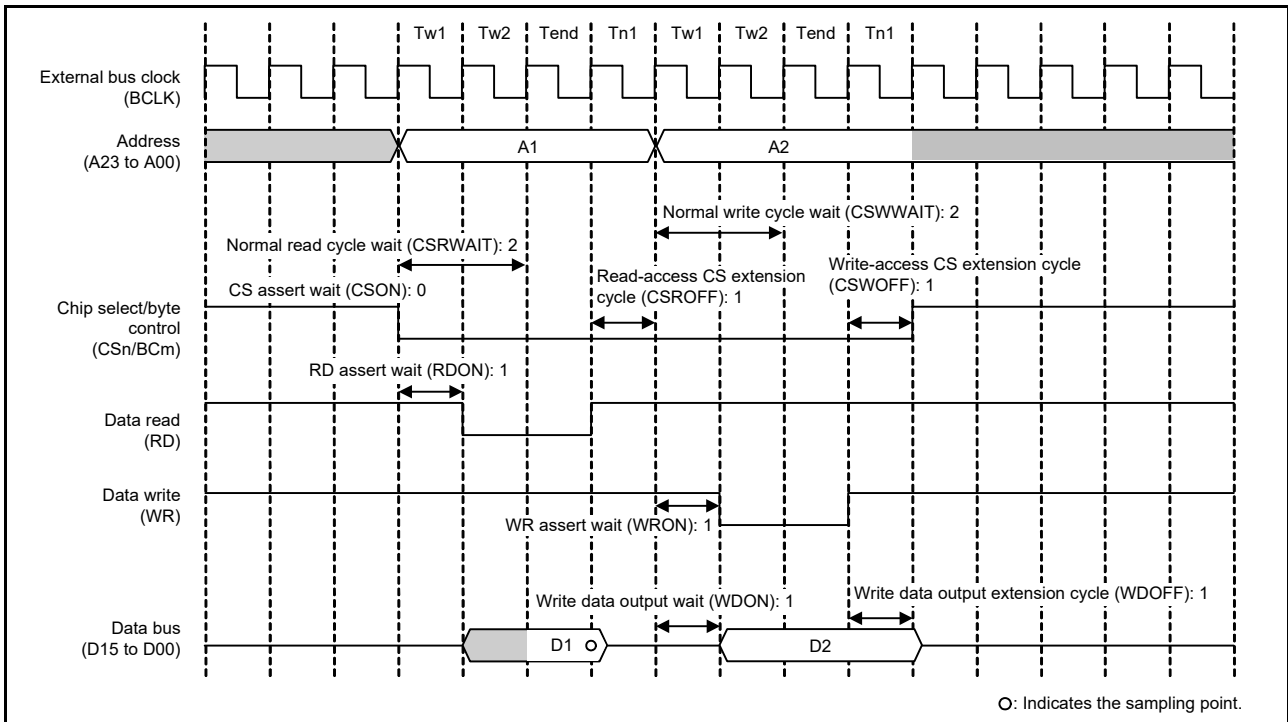 Tw1 Tw2 Tend Tn1 Tw1 Tw2 Tend Tn1
External bus clock
(BCLK)
Address
(A23 to A00)
A1
A2
Normal write cycle wait (CSWWAIT): 2
Normal read cycle wait (CSRWAIT): 2
Read-access CS extension
cycle (CSROFF): 1
Write-access CS extension cycle
(CSWOFF): 1
CS assert wait (CSON): 0
Chip select/byte
control
(CSn/BCm)
RD assert wait (RDON): 1
Data read
(RD)
Data write
(WR)
WR assert wait (WRON): 1
Write data output wait (WDON): 1
Write data output extension cycle (WDOFF): 1
Data bus
(D15 to D00)
D1
D2
O: Indicates the sampling point.